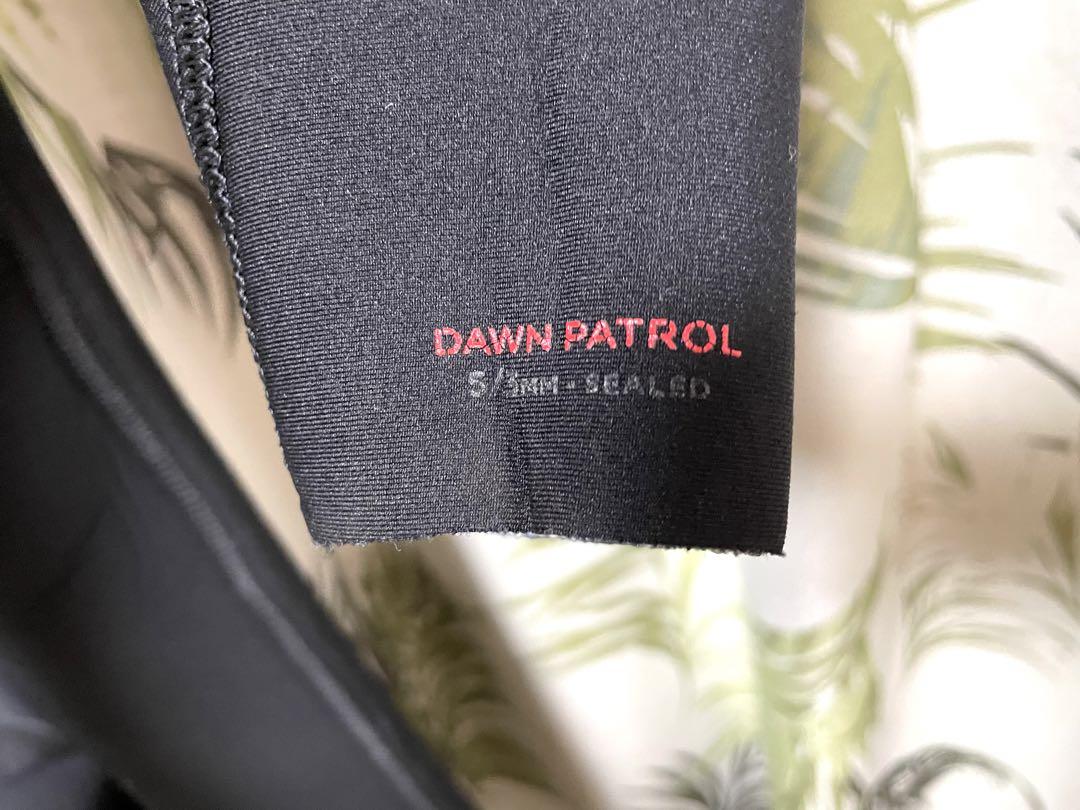 DAWN PATROL
5/3MM - SEALED